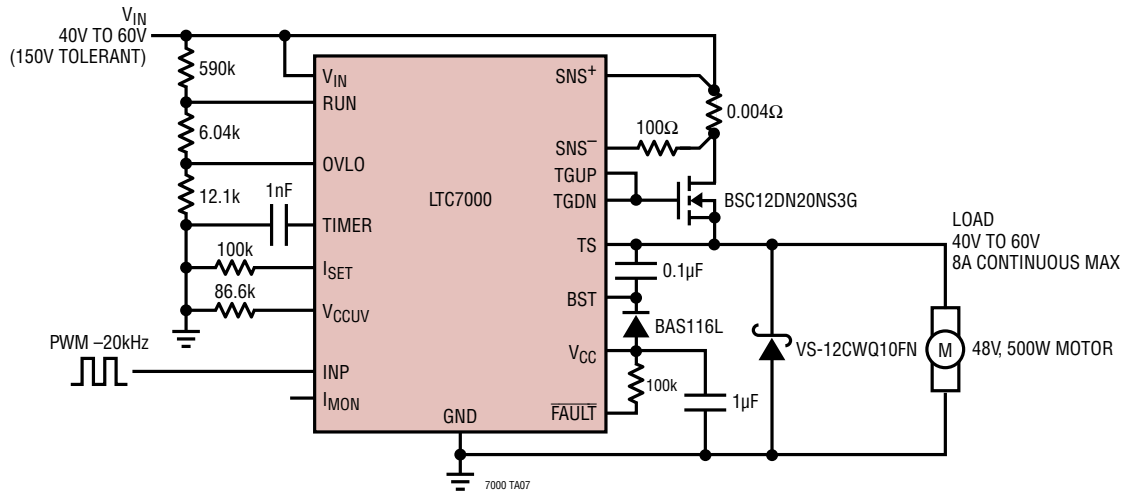 VIN
40V TO 60V
(150V TOLERANT)
590k
6.04k
12.1k
1nF
100k
86.6k
PWM –20kHz
VIN
RUN
OVLO
TIMER
ISET
VCCUV
INP
IMON
LTC7000
GND
SNS+
SNS–
TGUP
TGDN
TS
BST
VCC
FAULT
100Ω
0.004Ω
BSC12DN20NS3G
0.1µF
BAS116L
100k
1µF
VS-12CWQ10FN
LOAD
40V TO 60V
8A CONTINUOUS MAX
M
48V, 500W MOTOR
7000 TA07